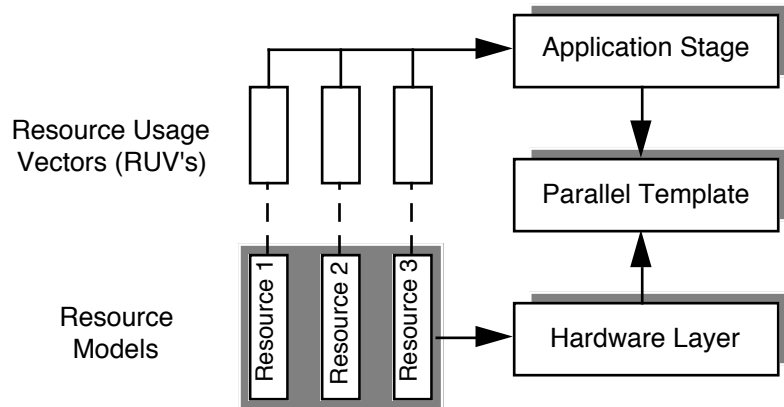 Application Stage
Resource Usage
Vectors (RUV's)
Parallel Template
Resource 1
Resource 2
Resource 3
Resource
Models
Hardware Layer